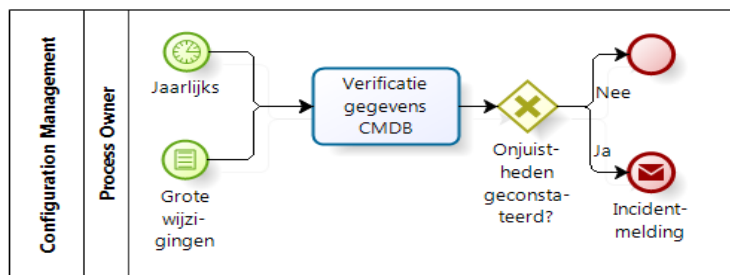 Configuration Management
Process Owner
Jaarlijks
Grote
wijzi-
gingen
Verificatie
gegevens
CMDB
Onjuist-
heden
geconsta-
teerd?
Nee
Ja
Incident-
melding